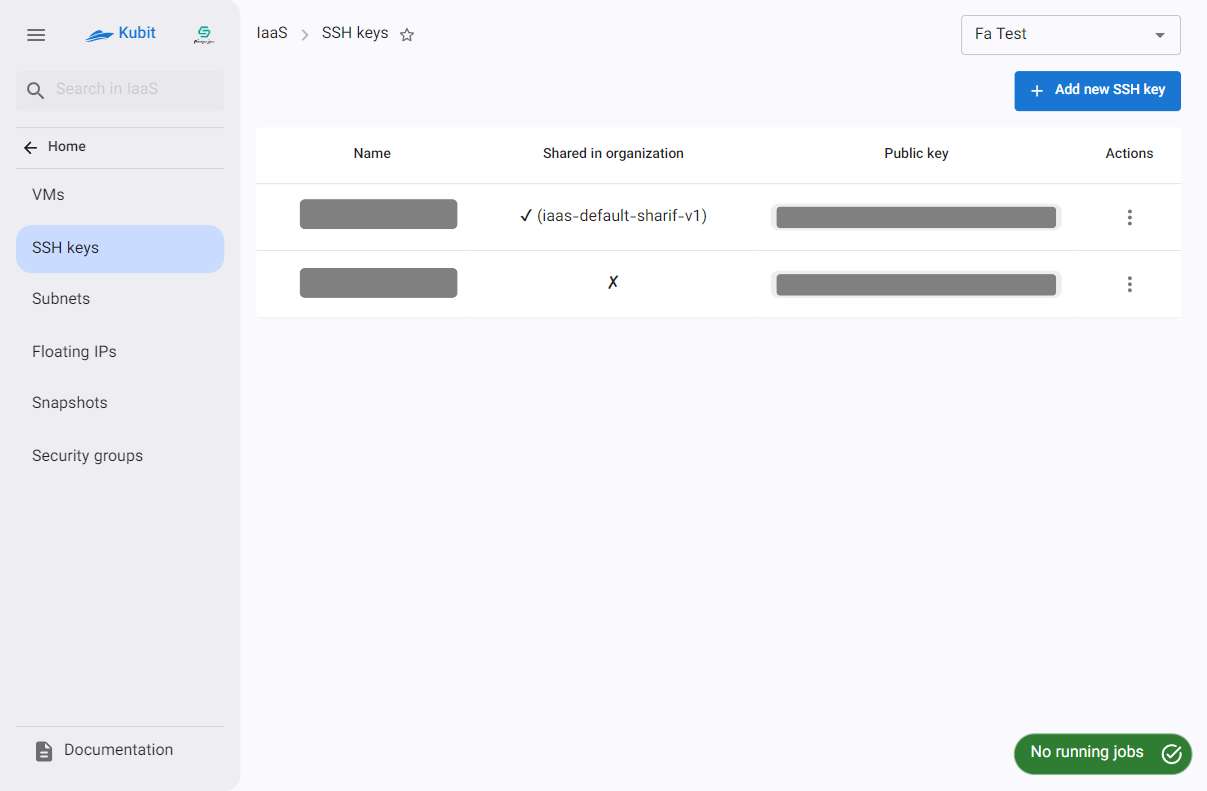 Kubit
IaaS
SSH keys
Fa Test
Search in IaaS
Add new SSH key
Home
VMs
SSH keys
Subnets
Floating IPs
Snapshots
Security groups
Name Shared in organization Public key Actions
✓ (iaas-default-sharif-v1)
✗
Documentation
No running jobs